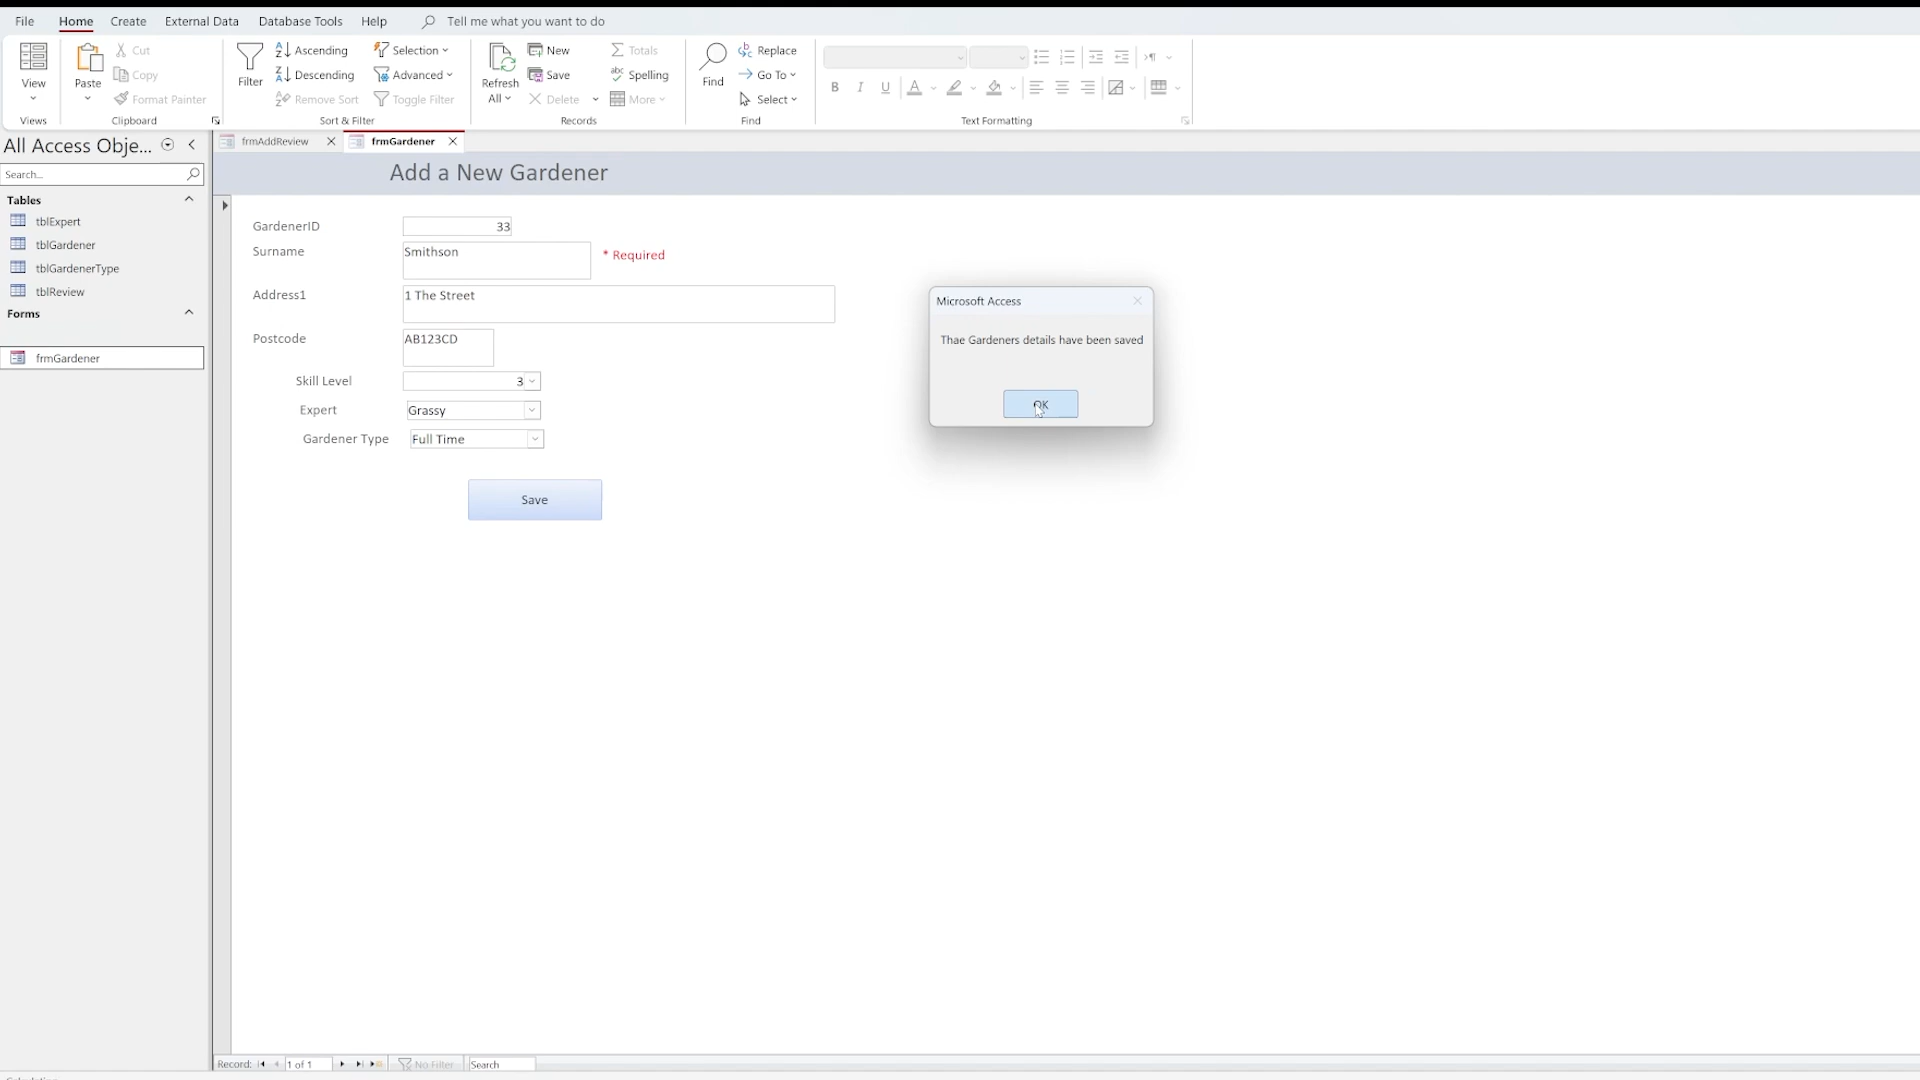 File Home Create External Data Database Tools Help Tell me what you want to do
View
Views
Paste
Cut
Copy
Format Painter
Clipboard
Filter
Ascending
Descending
Remove Sort
Selection
Advanced
Toggle Filter
Sort & Filter
Refresh
All
New
Save
Delete
Totals
Spelling
More
Records
Find
Replace
Go To
Select
Find
B I U A
Text Formatting
All Access Obje...
Search...
Tables
tblExpert
tblGardener
tblGardenerType
tblReview
Forms
frmGardener
frmAddReview frmGardener
Add a New Gardener
GardenerID 33
Surname Smithson * Required
Address1 1 The Street
Postcode AB123CD
Skill Level 3
Expert Grassy
Gardener Type Full Time
Save
Microsoft Access
Thae Gardeners details have been saved
OK
Record: 1 of 1 No Filter Search